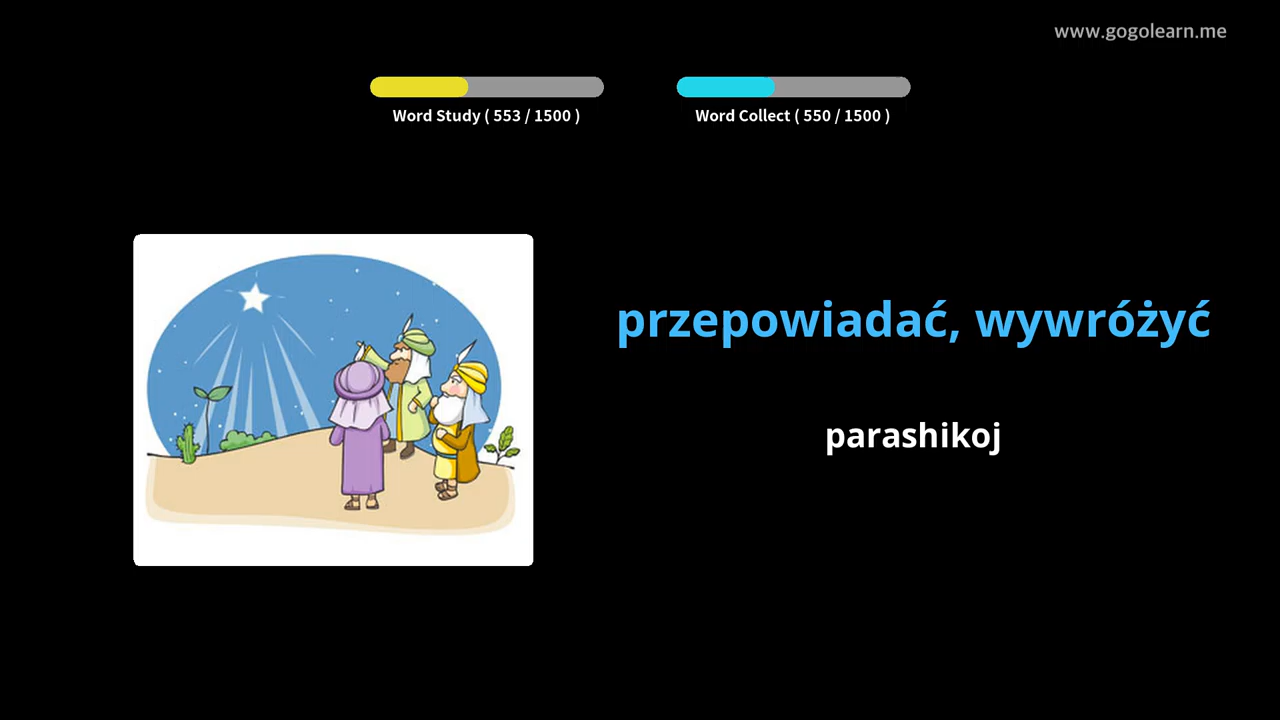 www.gogolearn.me
Word Study ( 553 / 1500 )
Word Collect ( 550 / 1500 )
przepowiadać, wywróżyć
parashikoj